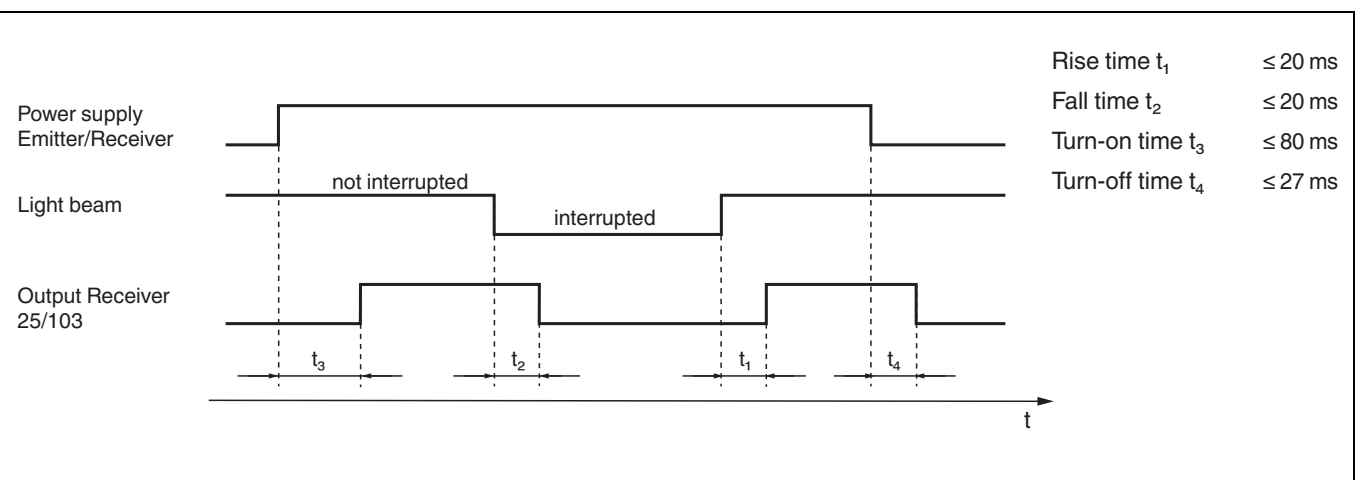 Rise time t₁ ≤ 20 ms
Fall time t₂ ≤ 20 ms
Turn-on time t₃ ≤ 80 ms
Turn-off time t₄ ≤ 27 ms
Power supply
Emitter/Receiver
not interrupted
Light beam
interrupted
Output Receiver
25/103
t₃ t₂ t₁ t₄
t